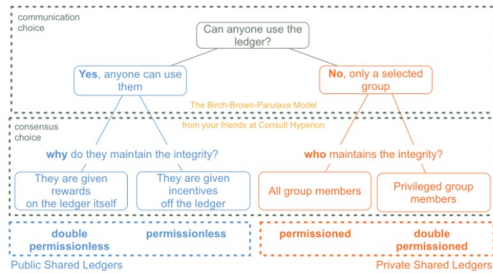 communication
choice
Can anyone use the
ledger?
Yes, anyone can use
them
No, only a selected
group
The Birch-Brown-Parulava Model
from your friends at Consult Hyperion
consensus
choice
why do they maintain the integrity?
who maintains the integrity?
They are given
rewards
on the ledger itself
They are given
incentives
off the ledger
All group members
Privileged group
members
double
permissionless
permissionless
permissioned
double
permissioned
Public Shared Ledgers
Private Shared Ledgers